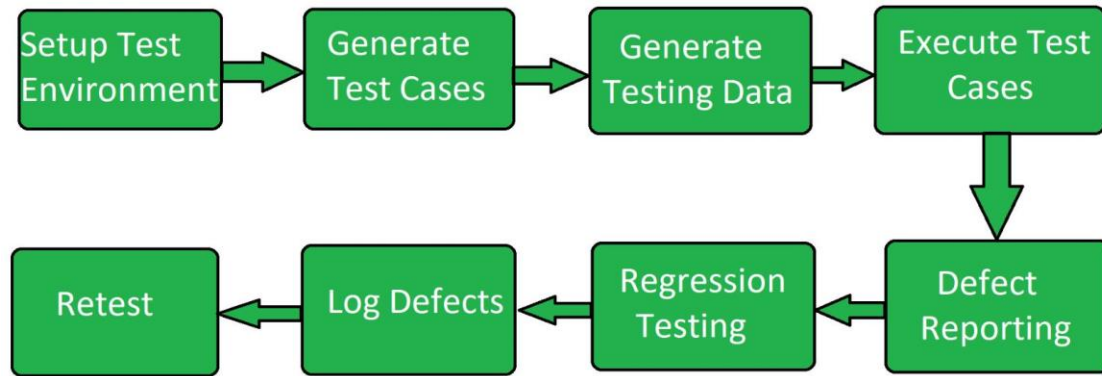 Setup Test
Environment
Generate
Test Cases
Generate
Testing Data
Execute Test
Cases
Defect
Reporting
Regression
Testing
Log Defects
Retest